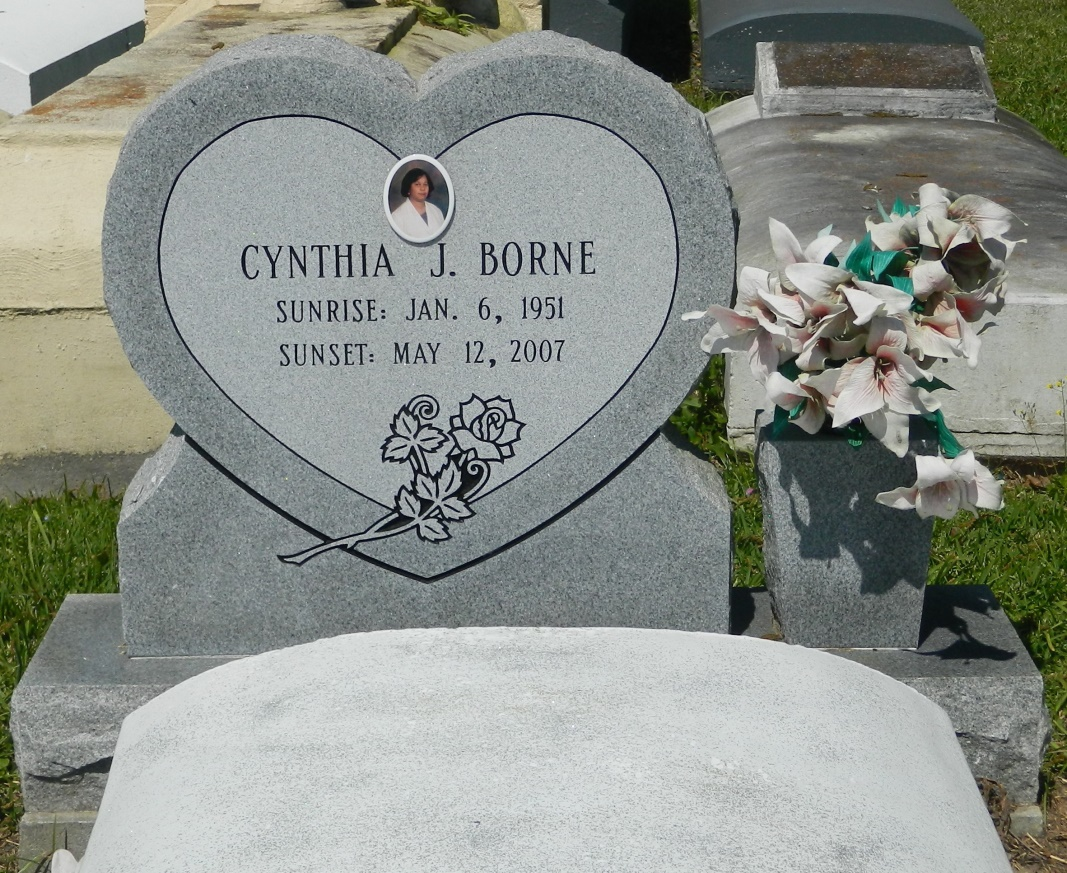 CYNTHIA J. BORNE
SUNRISE: JAN. 6, 1951
SUNSET: MAY 12, 2007